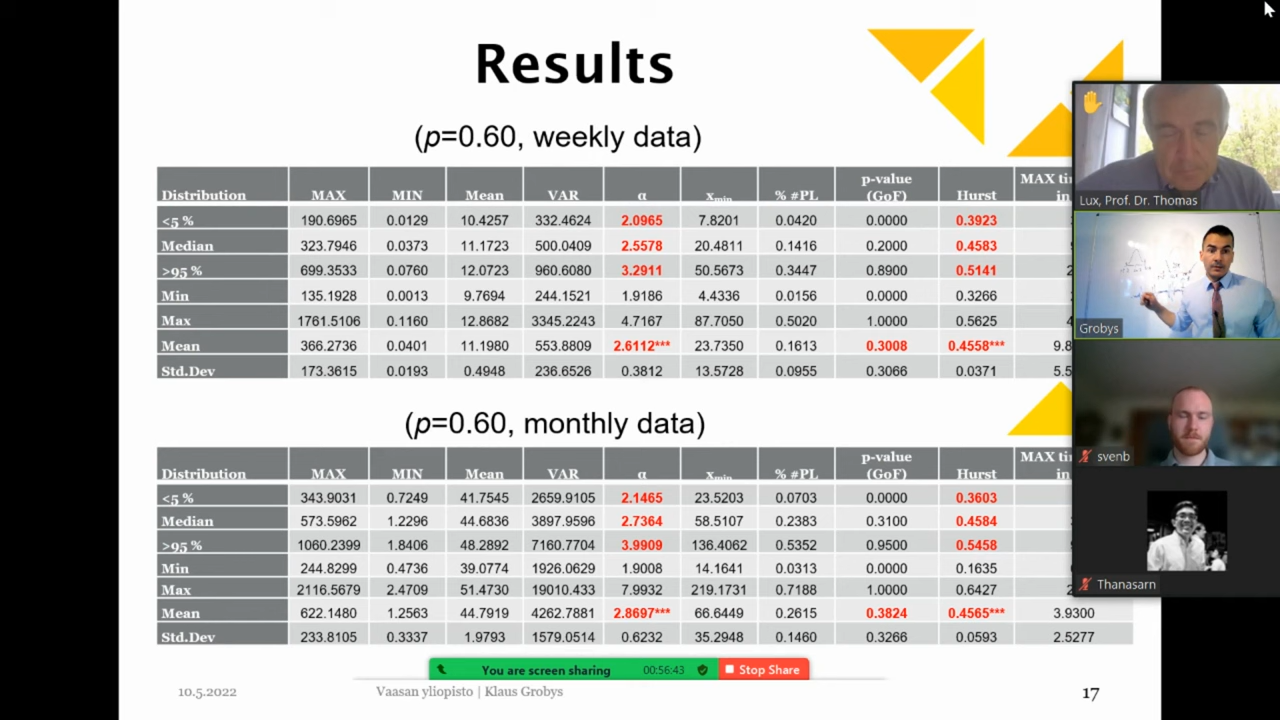 Results
(p=0.60, weekly data)
Distribution MAX MIN Mean VAR α xmin % #PL p-value (GoF) Hurst MAX
<5 % 190.6965 0.0129 10.4257 332.4624 2.0965 7.8201 0.0420 0.0000 0.3923
Median 323.7946 0.0373 11.1723 500.0409 2.5578 20.4811 0.1416 0.2000 0.4583
>95 % 699.3533 0.0760 12.0723 960.6080 3.2911 50.5673 0.3447 0.8900 0.5141
Min 135.1928 0.0013 9.7694 244.1521 1.9186 4.4336 0.0156 0.0000 0.3266
Max 1761.5106 0.1160 12.8682 3345.2243 4.7167 87.7050 0.5020 1.0000 0.5625
Mean 366.2736 0.0401 11.1980 553.8809 2.6112*** 23.7350 0.1613 0.3008 0.4558*** 9.8
Std.Dev 173.3615 0.0193 0.4948 236.6526 0.3812 13.5728 0.0955 0.3066 0.0371 5.5
(p=0.60, monthly data)
Distribution MAX MIN Mean VAR α xmin % #PL p-value (GoF) Hurst MAX
<5 % 343.9031 0.7249 41.7545 2659.9105 2.1465 23.5203 0.0703 0.0000 0.3603
Median 573.5962 1.2296 44.6836 3897.9596 2.7364 58.5107 0.2383 0.3100 0.4584
>95 % 1060.2399 1.8406 48.2892 7160.7704 3.9909 136.4062 0.5352 0.9500 0.5458
Min 244.8299 0.4736 39.0774 1926.0629 1.9008 14.1641 0.0313 0.0000 0.1635
Max 2116.5679 2.4709 51.4730 19010.433 7.9932 219.1731 0.7188 1.0000 0.6427
Mean 622.1480 1.2563 44.7919 4262.7881 2.8697*** 66.6449 0.2615 0.3824 0.4565*** 3.9300
Std.Dev 233.8105 0.3337 1.9793 1579.0514 0.6232 35.2948 0.1460 0.3266 0.0593 2.5277
You are screen sharing 00:56:43 Stop Share
10.5.2022 Vaasan yliopisto | Klaus Grobys 17
Lux, Prof. Dr. Thomas
Grobys
svenb
Thanasarn